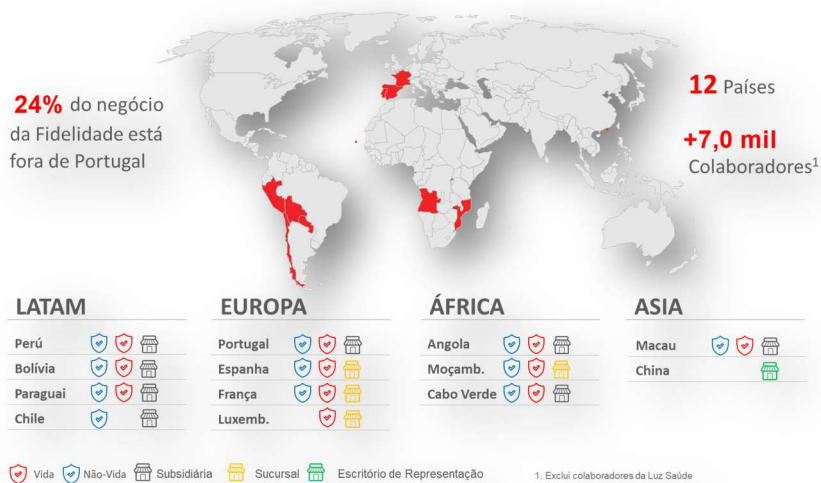 24% do negócio
da Fidelidade está
fora de Portugal
12 Países
+7,0 mil
Colaboradores¹
LATAM
Perú
Bolívia
Paraguai
Chile
EUROPA
Portugal
Espanha
França
Luxemb.
ÁFRICA
Angola
Moçamb.
Cabo Verde
ASIA
Macau
China
Vida Não-Vida Subsidiária Sucursal Escritório de Representação
1. Exclui colaboradores da Luz Saúde